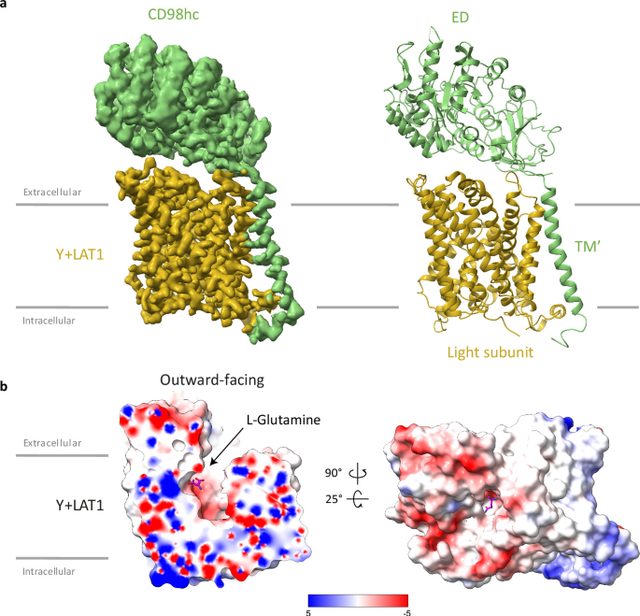 a
CD98hc
ED
Extracellular
Y+LAT1
TM’
Intracellular
Light subunit
b
Outward-facing
L-Glutamine
Extracellular
90°
Y+LAT1
25°
Intracellular
5
-5